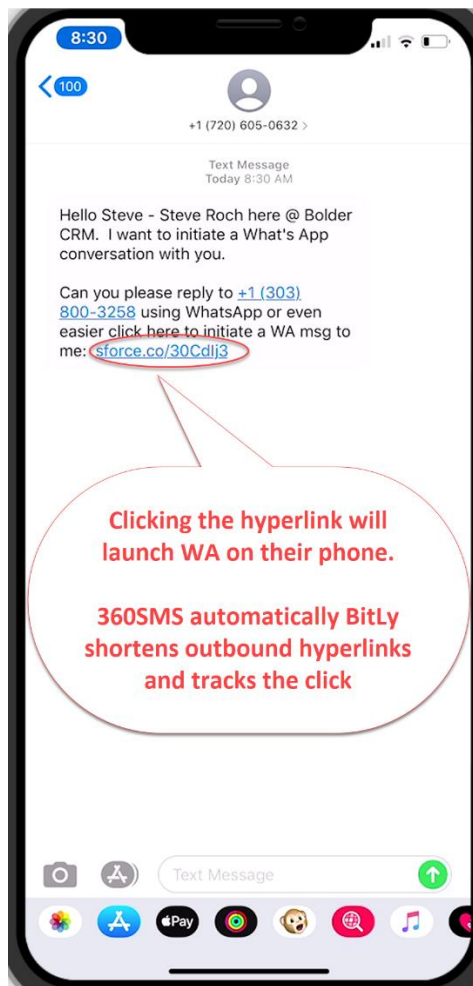 8:30
100
+1 (720) 605-0632 >
Text Message
Today 8:30 AM
Hello Steve - Steve Roch here @ Bolder
CRM.  I want to initiate a What's App
conversation with you.
Can you please reply to +1 (303)
800-3258 using WhatsApp or even
easier click here to initiate a WA msg to
me: sforce.co/30Cdlj3
Clicking the hyperlink will
launch WA on their phone.
360SMS automatically BitLy
shortens outbound hyperlinks
and tracks the click
Text Message
Pay